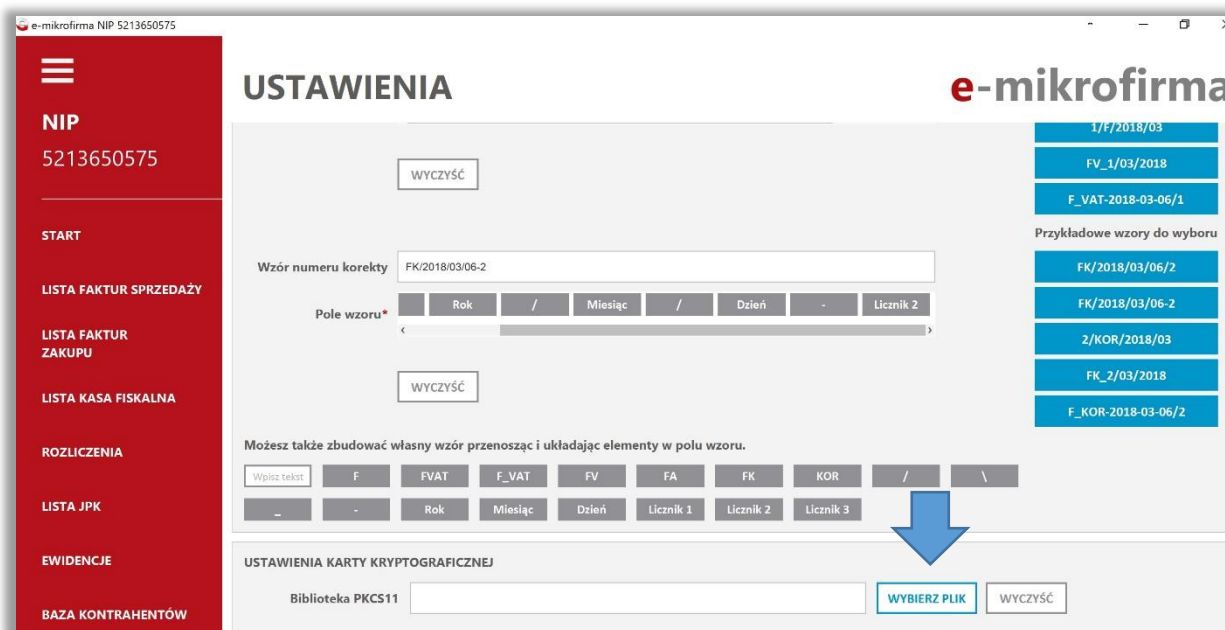 e-mikrofirma NIP 5213650575
USTAWIENIA
e-mikrofirma
NIP
5213650575
START
LISTA FAKTUR SPRZEDAŻY
LISTA FAKTUR
ZAKUPU
LISTA KASA FISKALNA
ROZLICZENIA
LISTA JPK
EWIDENCJE
BAZA KONTRAHENTÓW
1/F/2018/03
WYCZYŚĆ
FV_1/03/2018
F_VAT-2018-03-06/1
Przykładowe wzory do wyboru
Wzór numeru korekty FK/2018/03/06-2
FK/2018/03/06/2
Pole wzoru* Rok / Miesiąc / Dzień - Licznik 2
FK/2018/03/06-2
2/KOR/2018/03
WYCZYŚĆ
FK_2/03/2018
F_KOR-2018-03-06/2
Możesz także zbudować własny wzór przenosząc i układając elementy w polu wzoru.
Wpisz tekst F FVAT F_VAT FV FA FK KOR / \
_ - Rok Miesiąc Dzień Licznik 1 Licznik 2 Licznik 3
USTAWIENIA KARTY KRYPTOGRAFICZNEJ
Biblioteka PKCS11 WYBIERZ PLIK WYCZYŚĆ